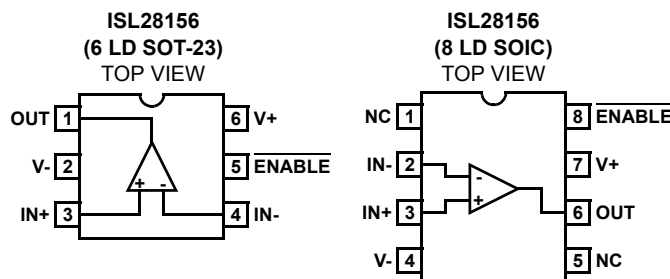 ISL28156
(6 LD SOT-23)
TOP VIEW
OUT 1
6 V+
V- 2
5 ENABLE
+ -
IN+ 3
4 IN-
ISL28156
(8 LD SOIC)
TOP VIEW
NC 1
8 ENABLE
IN- 2
7 V+
-
+
IN+ 3
6 OUT
V- 4
5 NC